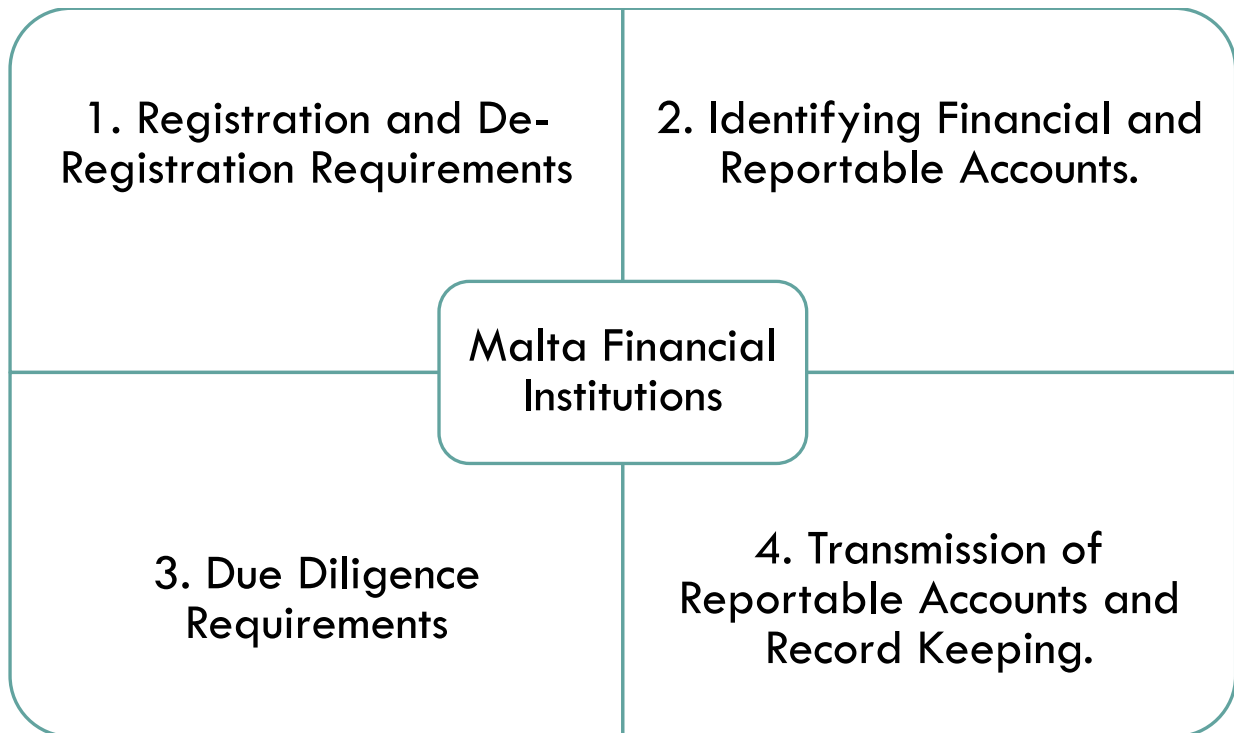 1. Registration and De-
Registration Requirements
2. Identifying Financial and
Reportable Accounts.
Malta Financial
Institutions
3. Due Diligence
Requirements
4. Transmission of
Reportable Accounts and
Record Keeping.